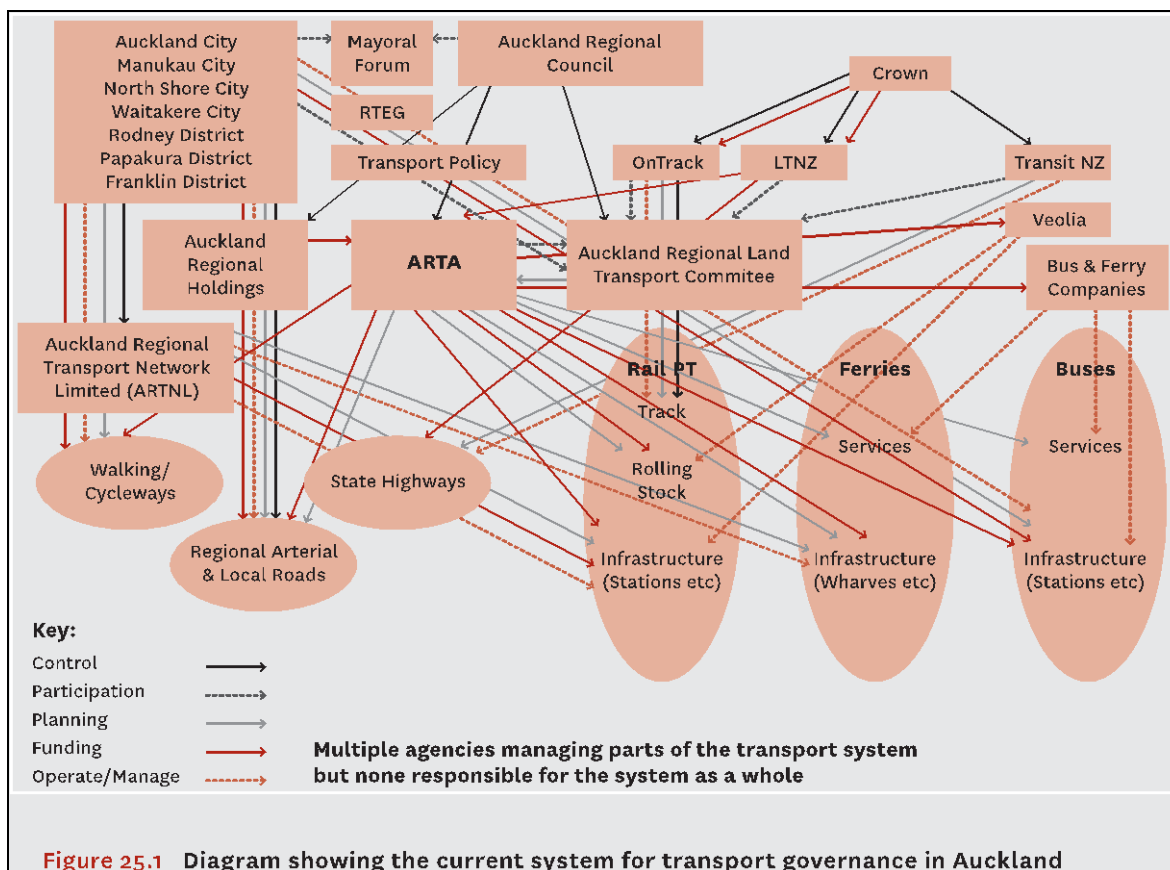 Auckland City
Manukau City
North Shore City
Waitakere City
Rodney District
Papakura District
Franklin District
Mayoral
Forum
Auckland Regional
Council
Crown
RTEG
Transport Policy
OnTrack
LTNZ
Transit NZ
Auckland
Regional
Holdings
ARTA
Auckland Regional Land
Transport Commitee
Veolia
Bus & Ferry
Companies
Auckland Regional
Transport Network
Limited (ARTNL)
Rail PT
Track
Rolling
Stock
Infrastructure
(Stations etc)
Ferries
Services
Infrastructure
(Wharves etc)
Buses
Services
Infrastructure
(Stations etc)
Walking/
Cycleways
State Highways
Regional Arterial
& Local Roads
Key:
Control
Participation
Planning
Funding
Operate/Manage
Multiple agencies managing parts of the transport system
but none responsible for the system as a whole
Figure 25.1 Diagram showing the current system for transport governance in Auckland